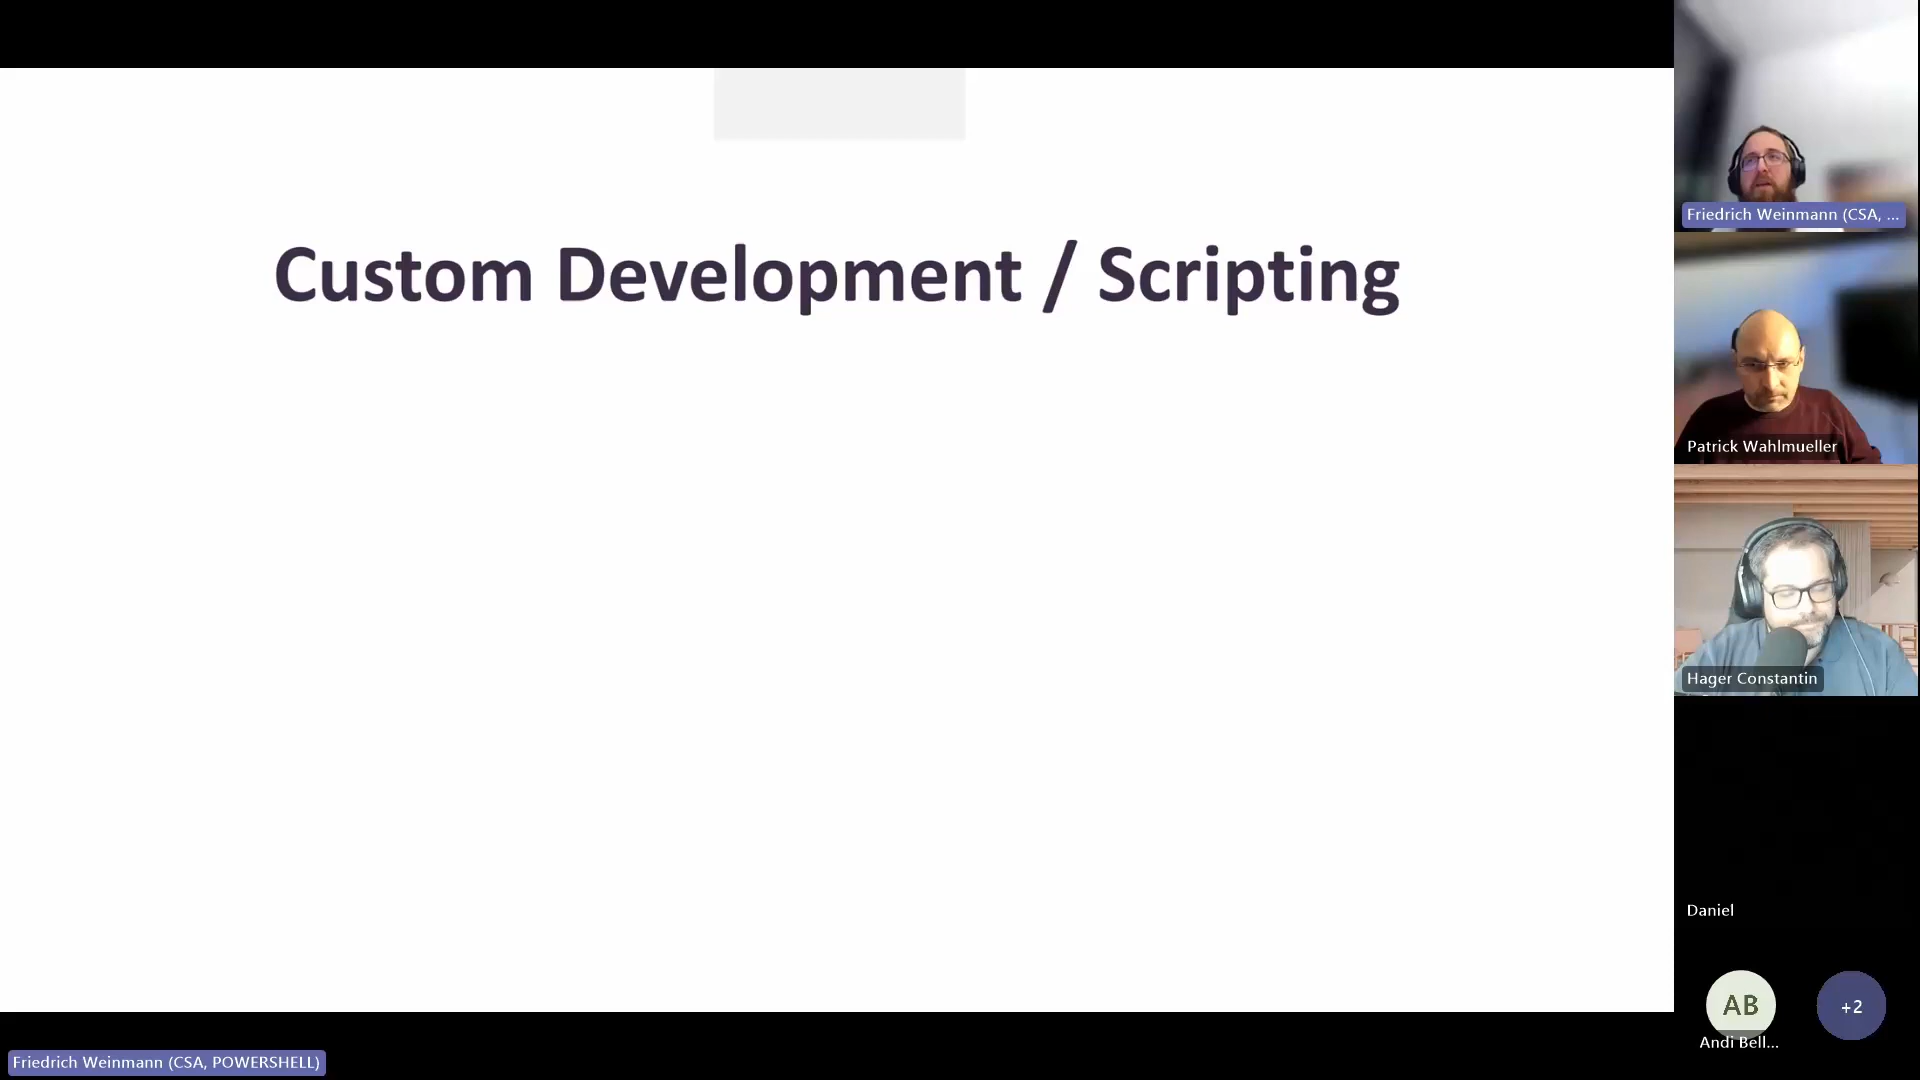 Custom Development / Scripting
Friedrich Weinmann (CSA, ...
Patrick Wahlmueller
Hager Constantin
Daniel
AB
+2
Andi Bell...
Friedrich Weinmann (CSA, POWERSHELL)